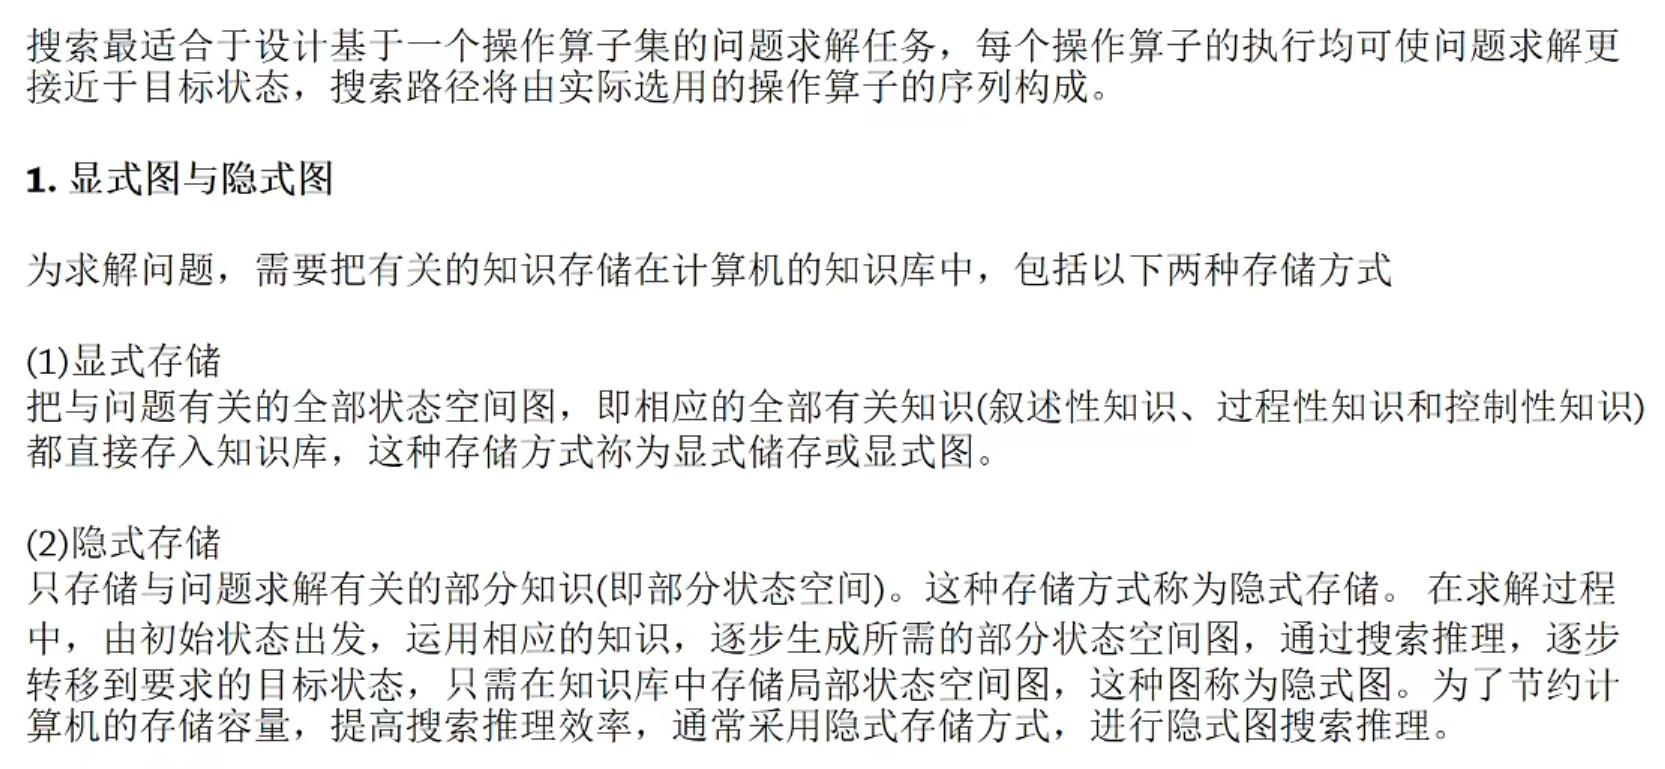 搜索最适合于设计基于一个操作算子集的问题求解任务，每个操作算子的执行均可使问题求解更
接近于目标状态，搜索路径将由实际选用的操作算子的序列构成。
1. 显式图与隐式图
为求解问题，需要把有关的知识存储在计算机的知识库中，包括以下两种存储方式
(1)显式存储
把与问题有关的全部状态空间图，即相应的全部有关知识(叙述性知识、过程性知识和控制性知识)
都直接存入知识库，这种存储方式祢为显式储存或显式图。
(2)隐式存储
只存储与问题求解有关的部分知识(即部分状态空间)。这种存储方式称为隐式存储。 在求解过程
中，由初始状态出发，运用相应的知识，逐步生成所需的部分状态空间图，通过搜索推理，逐步
转移到要求的目标状态，只需在知识库中存储局部状态空间图，这种图称为隐式图。为了节约计
算机的存储容量，提高搜索推理效率，通常采用隐式存储方式，进行隐式图搜索推理。